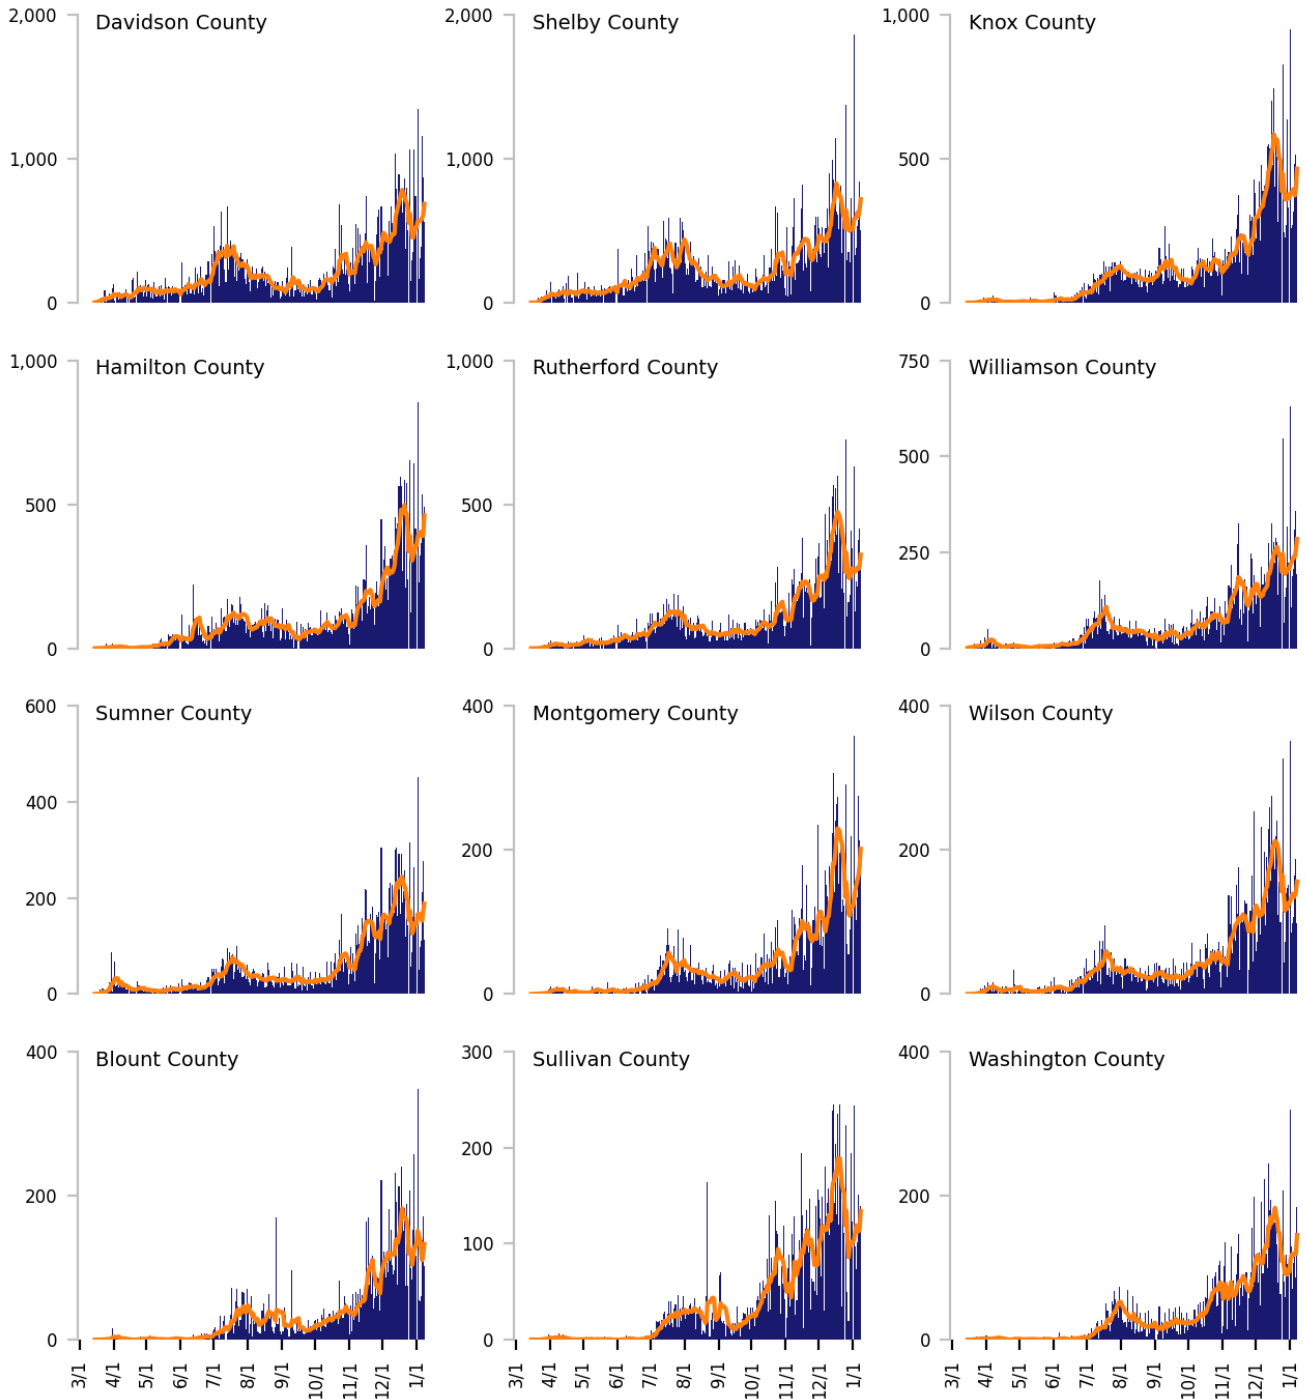 Davidson County
2,000
1,000
0
Shelby County
2,000
1,000
0
Knox County
1,000
500
0
Hamilton County
1,000
500
0
Rutherford County
1,000
500
0
Williamson County
750
500
250
0
Sumner County
600
400
200
0
Montgomery County
400
200
0
Wilson County
400
200
0
Blount County
400
200
0
3/1 4/1 5/1 6/1 7/1 8/1 9/1 10/1 11/1 12/1 1/1
Sullivan County
300
200
100
0
3/1 4/1 5/1 6/1 7/1 8/1 9/1 10/1 11/1 12/1 1/1
Washington County
400
200
0
3/1 4/1 5/1 6/1 7/1 8/1 9/1 10/1 11/1 12/1 1/1